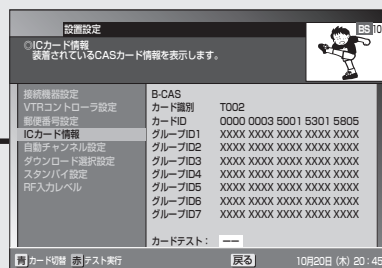 設置設定
BS 10
◎ICカード情報
装着されているCASカード情報を表示します。
接続機器設定
VTRコントローラ設定
郵便番号設定
ICカード情報
自動チャンネル設定
ダウンロード選択設定
スタンバイ設定
RF入力レベル
B-CAS
カード識別 T002
カードID 0000 0003 5001 5301 5805
グループID1 XXXX XXXX XXXX XXXX XXXX
グループID2 XXXX XXXX XXXX XXXX XXXX
グループID3 XXXX XXXX XXXX XXXX XXXX
グループID4 XXXX XXXX XXXX XXXX XXXX
グループID5 XXXX XXXX XXXX XXXX XXXX
グループID6 XXXX XXXX XXXX XXXX XXXX
グループID7 XXXX XXXX XXXX XXXX XXXX
カードテスト： −−
青 カード切替 赤 テスト実行 戻る 10月20日 (木) 20：45